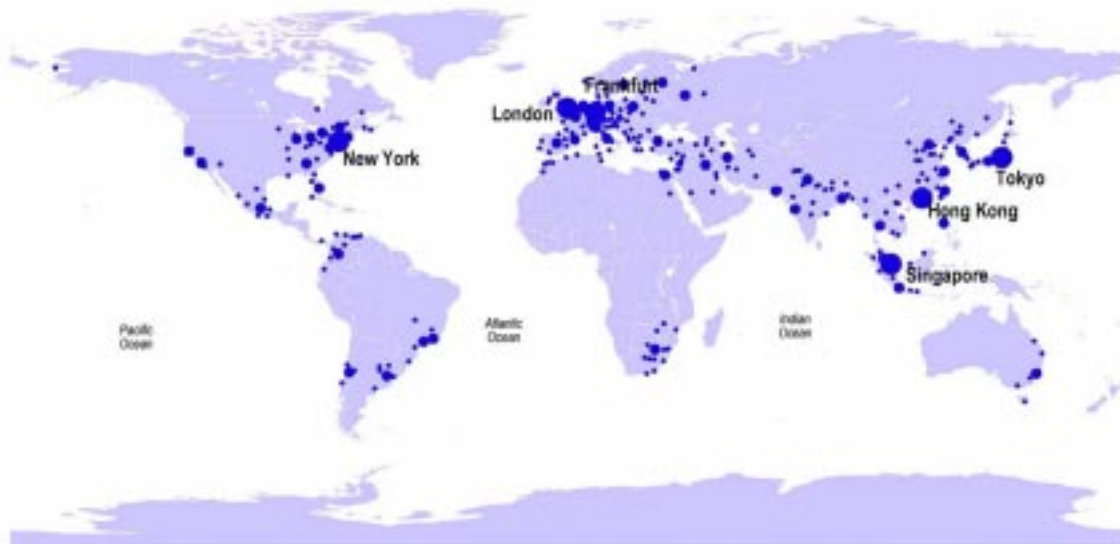 Frankfurt
London
New York
Tokyo
Hong Kong
Singapore
Pacific
Ocean
Atlantic
Ocean
Indian
Ocean